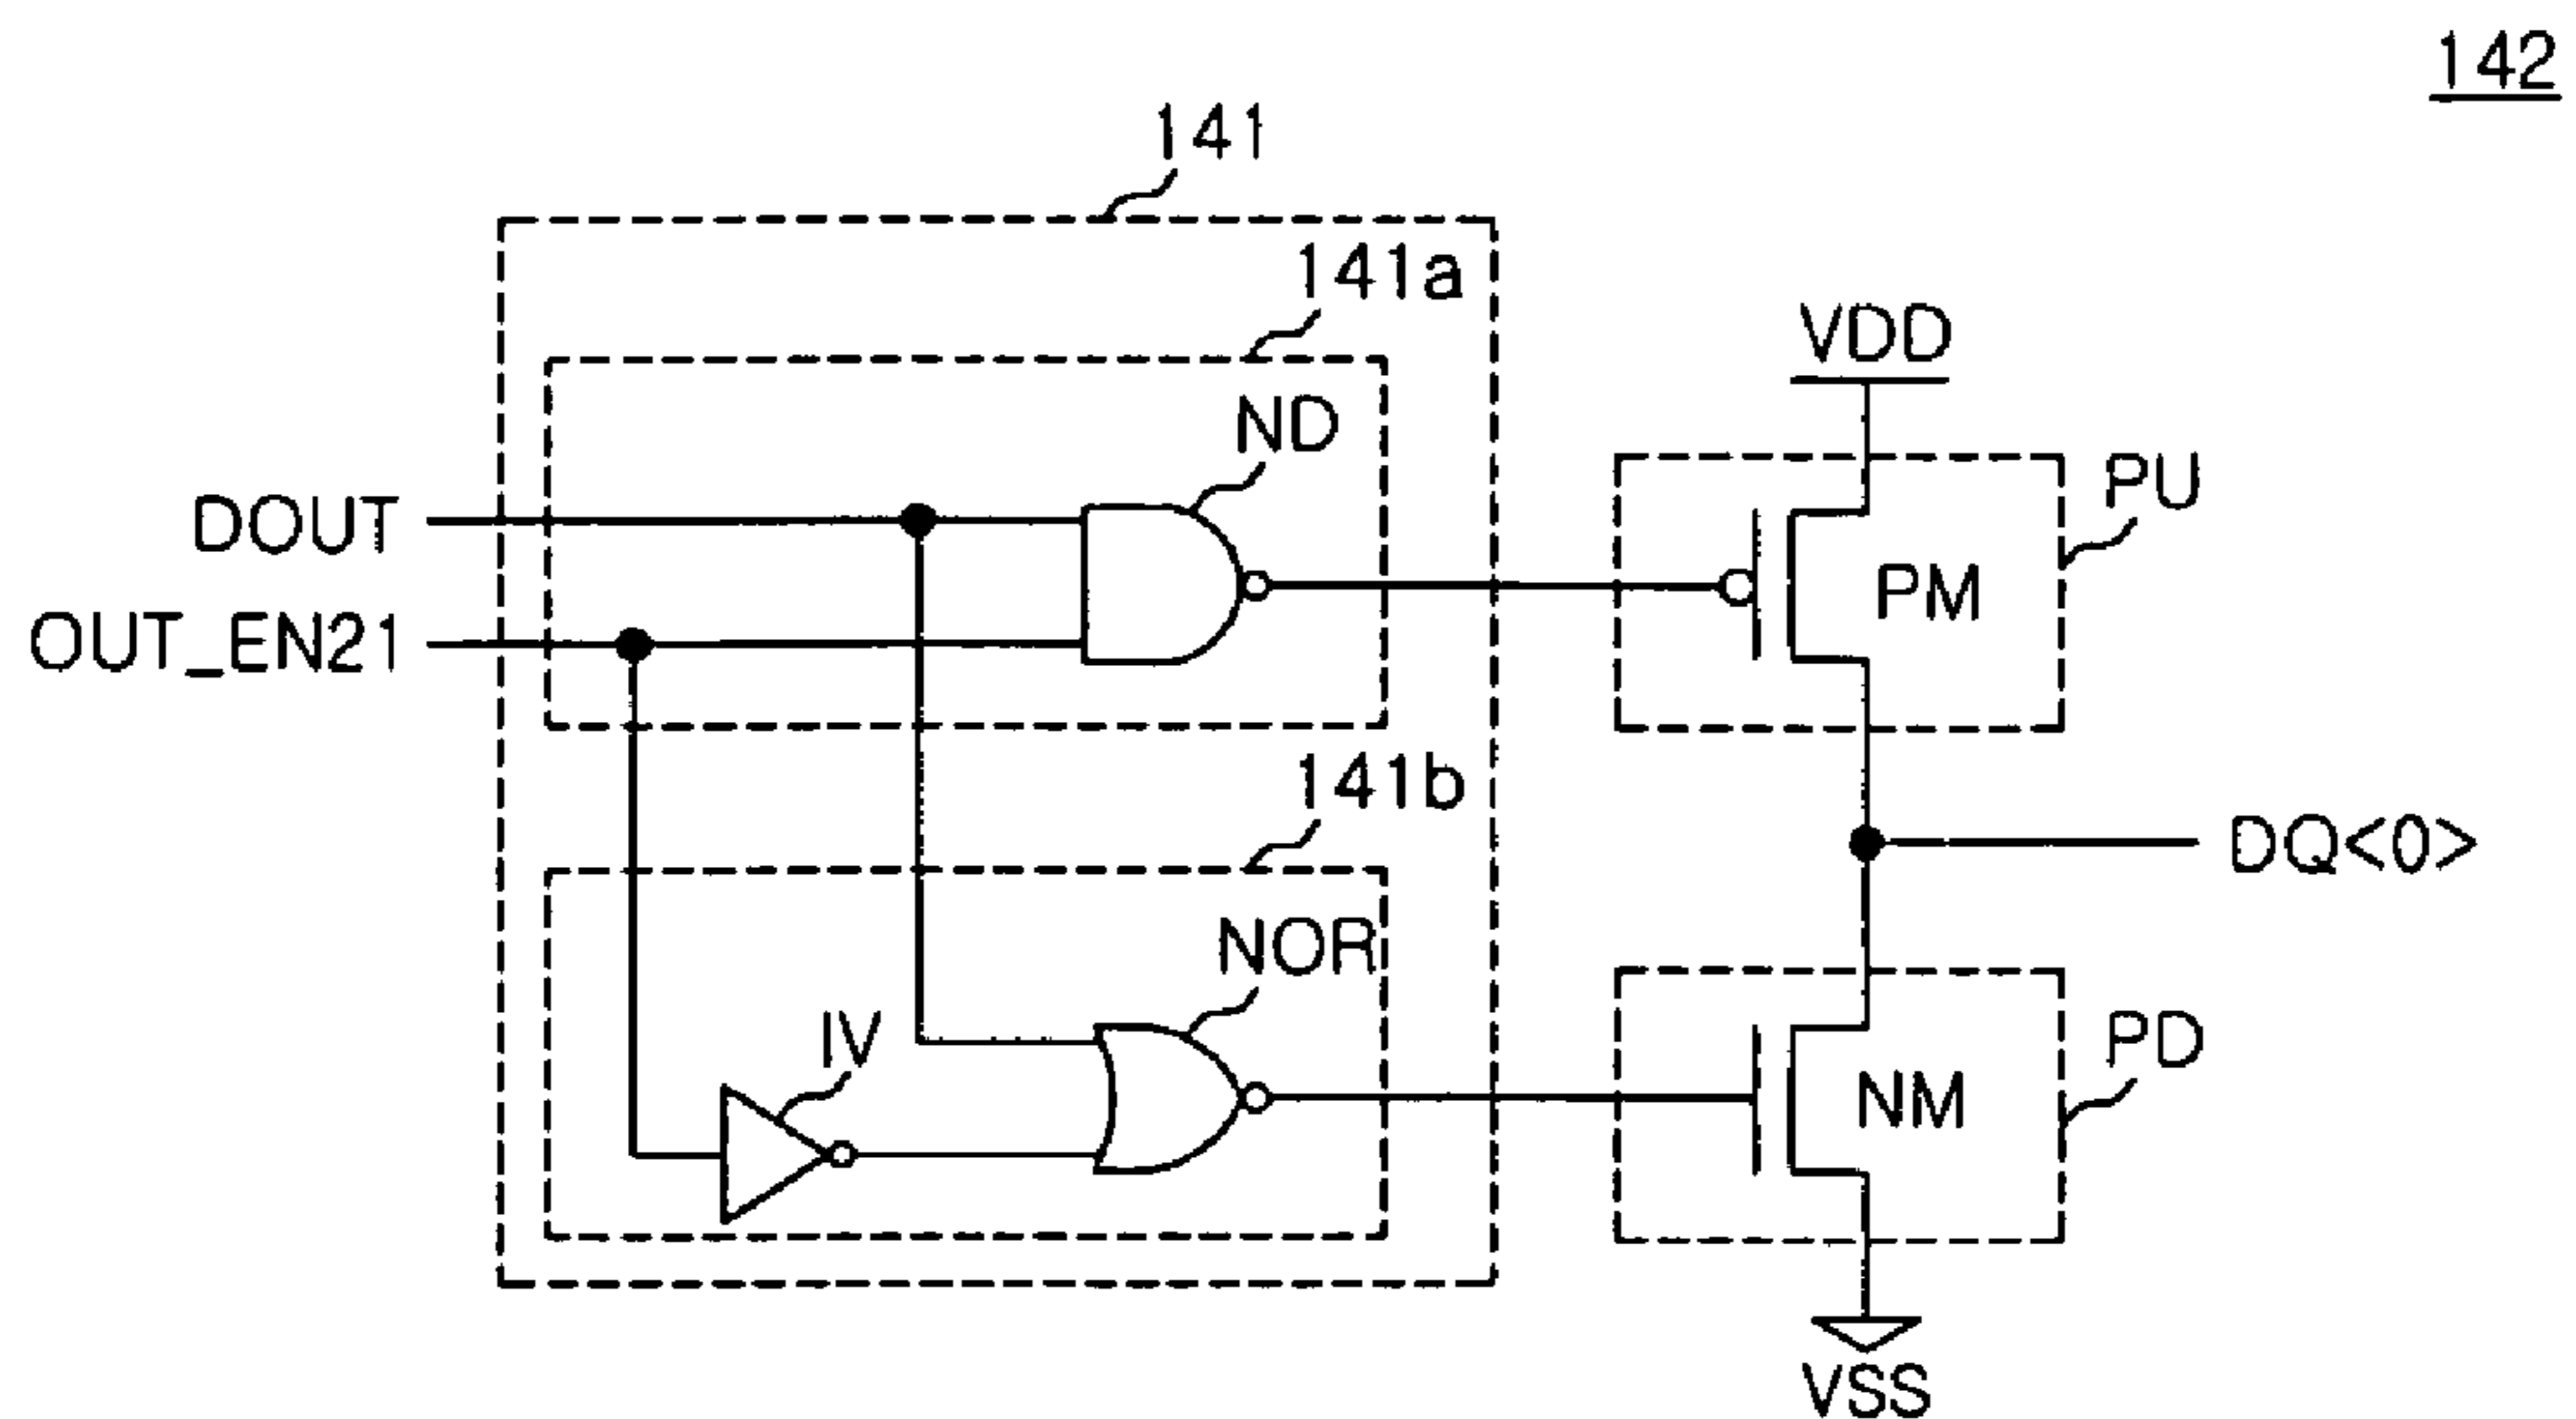 142
141
141a
VDD
ND
PU
DOUT
PM
OUT_EN21
141b
DQ<0>
NOR
IV
PD
NM
VSS